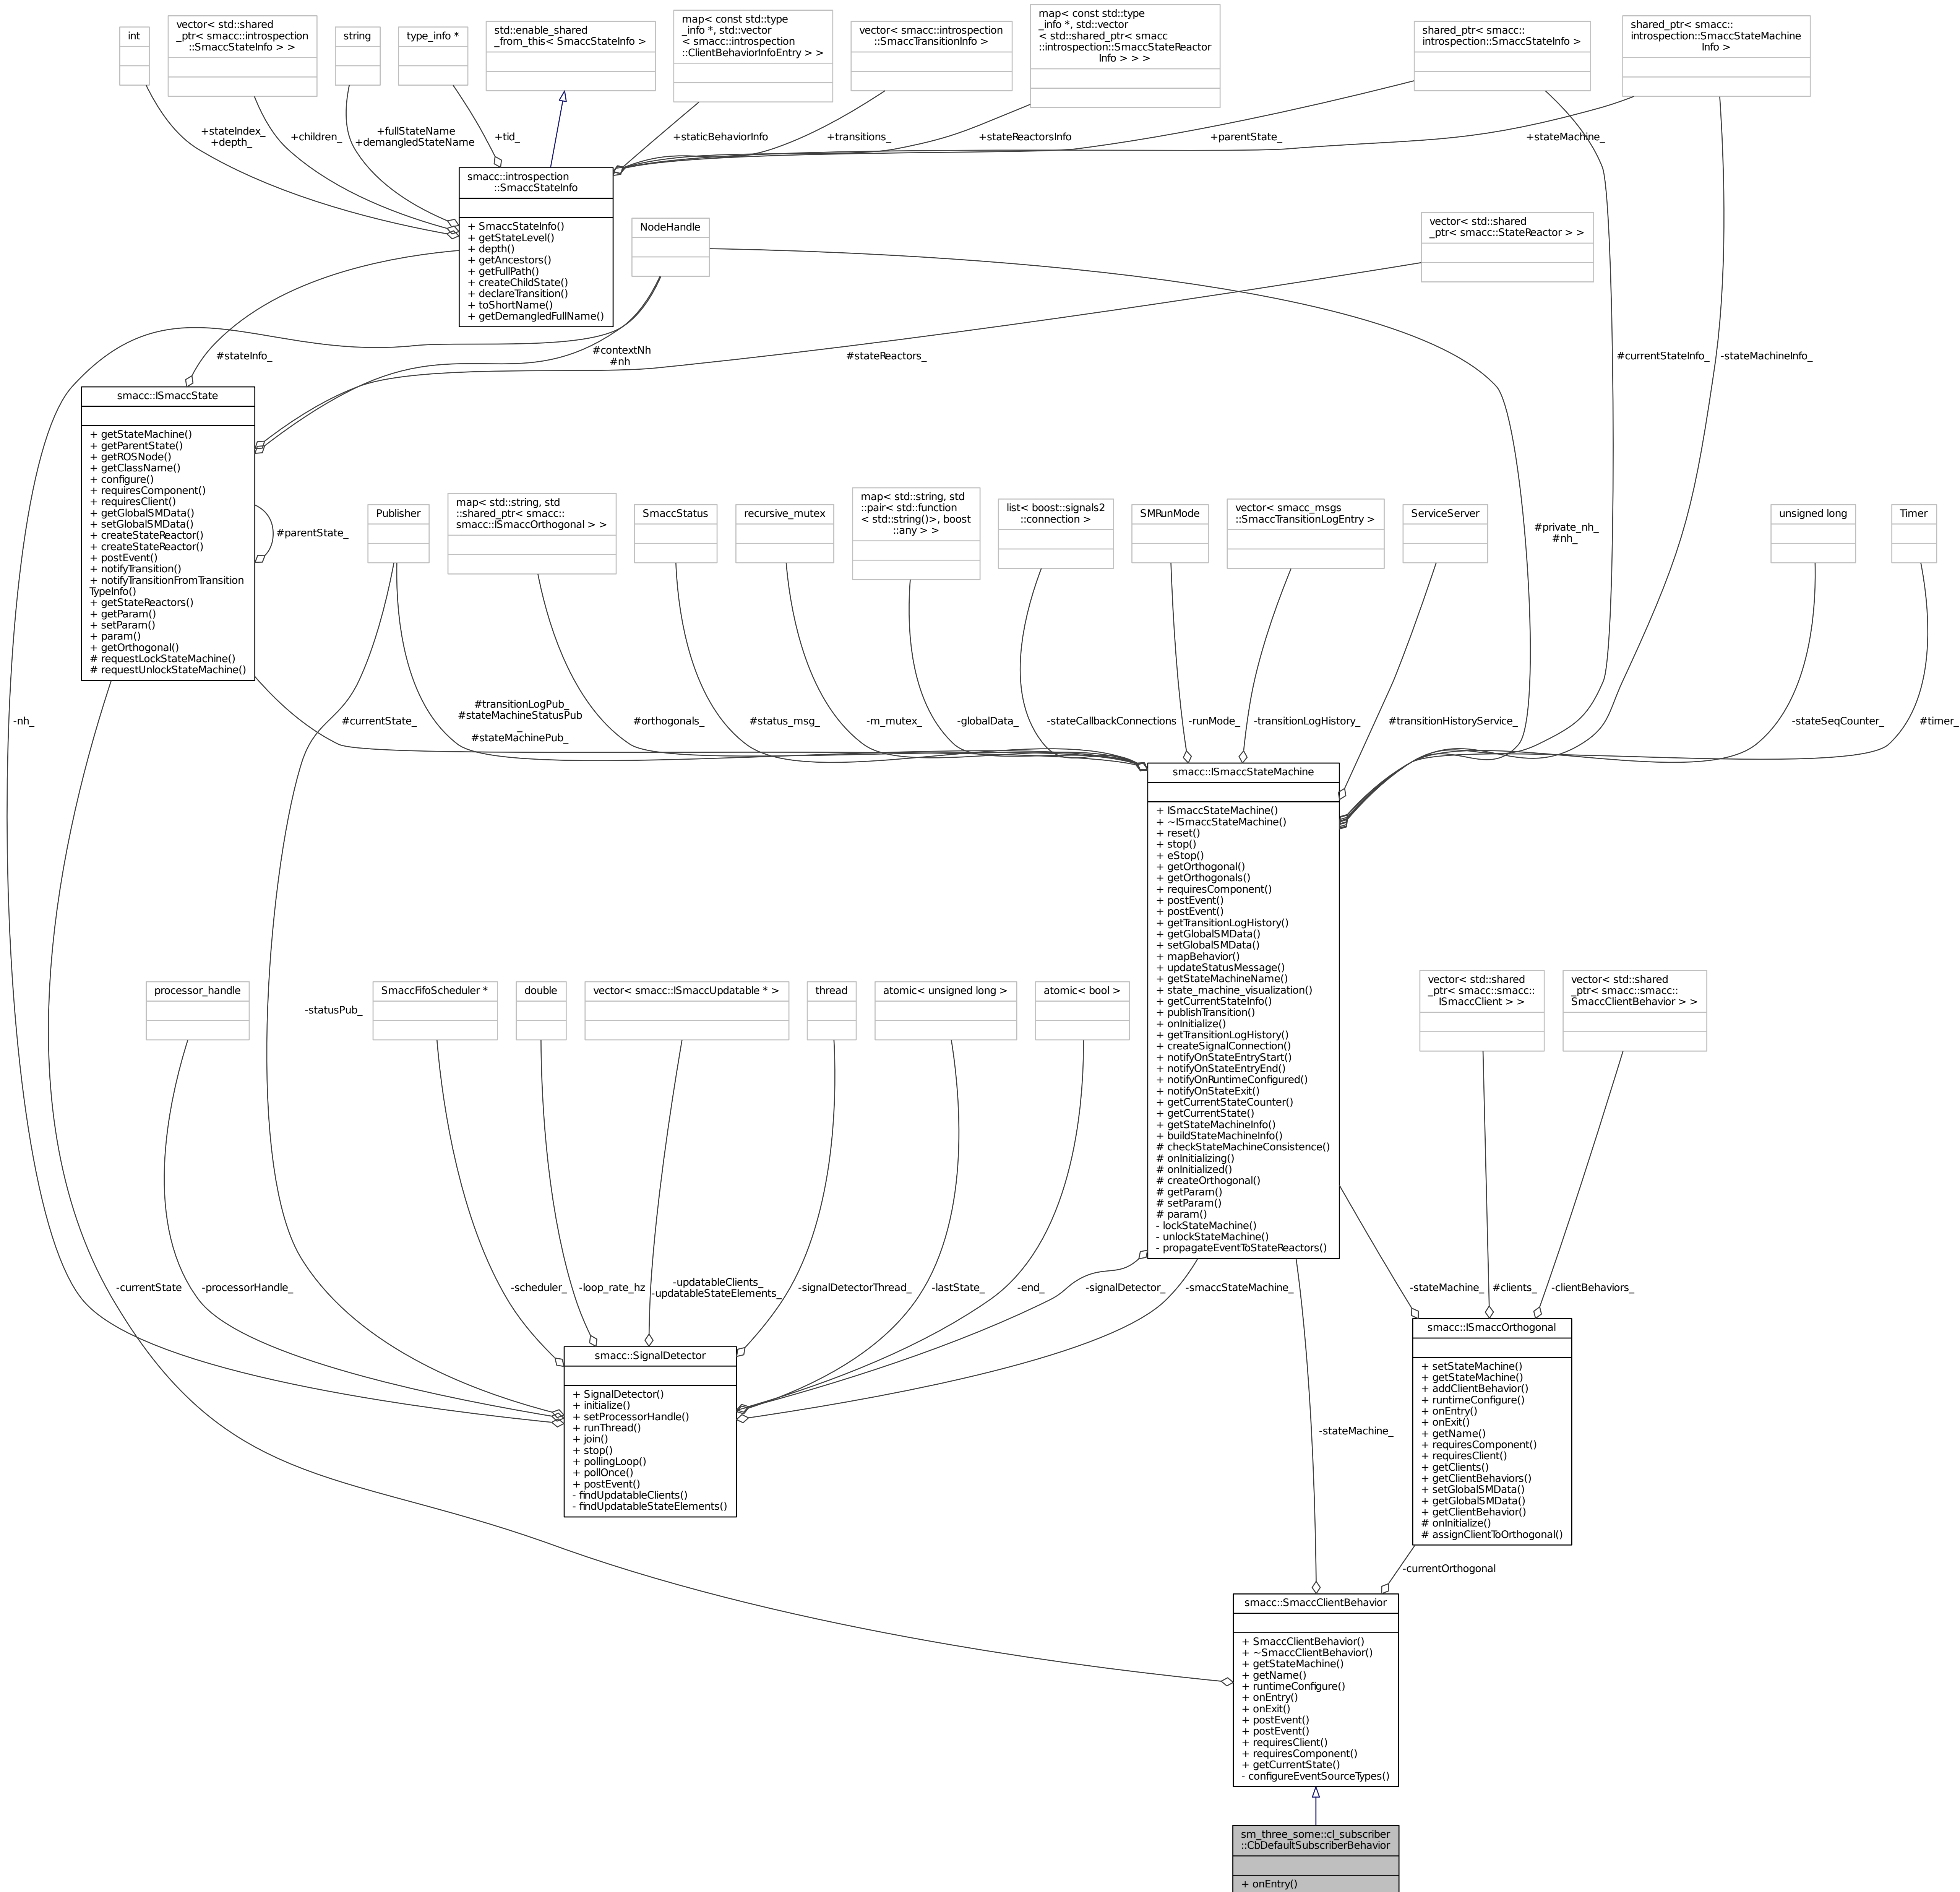 int
vector< std::shared
_ptr< smacc::introspection
::SmaccStateInfo > >
string
type_info *
std::enable_shared
_from_this< SmaccStateInfo >
map< const std::type
_info *, std::vector
< smacc::introspection
::ClientBehaviorInfoEntry > >
vector< smacc::introspection
::SmaccTransitionInfo >
map< const std::type
_info *, std::vector
< std::shared_ptr< smacc
::introspection::SmaccStateReactor
Info > > >
shared_ptr< smacc::
introspection::SmaccStateInfo >
shared_ptr< smacc::
introspection::SmaccStateMachine
Info >
+stateIndex_
+depth_
+children_
+fullStateName
+demangledStateName
+tid_
+staticBehaviorInfo
+transitions_
+stateReactorsInfo
+parentState_
+stateMachine_
smacc::introspection
::SmaccStateInfo
+ SmaccStateInfo()
+ getStateLevel()
+ depth()
+ getAncestors()
+ getFullPath()
+ createChildState()
+ declareTransition()
+ toShortName()
+ getDemangledFullName()
NodeHandle
vector< std::shared
_ptr< smacc::StateReactor > >
#stateInfo_
#contextNh
#nh
#stateReactors_
#currentStateInfo_
-stateMachineInfo_
smacc::ISmaccState
+ getStateMachine()
+ getParentState()
+ getROSNode()
+ getClassName()
+ configure()
+ requiresComponent()
+ requiresClient()
+ getGlobalSMData()
+ setGlobalSMData()
+ createStateReactor()
+ createStateReactor()
+ postEvent()
+ notifyTransition()
+ notifyTransitionFromTransition
TypeInfo()
+ getStateReactors()
+ getParam()
+ setParam()
+ param()
+ getOrthogonal()
# requestLockStateMachine()
# requestUnlockStateMachine()
#parentState_
Publisher
map< std::string, std
::shared_ptr< smacc::
smacc::ISmaccOrthogonal > >
SmaccStatus
recursive_mutex
map< std::string, std
::pair< std::function
< std::string()>, boost
::any > >
list< boost::signals2
::connection >
SMRunMode
vector< smacc_msgs
::SmaccTransitionLogEntry >
ServiceServer
#private_nh_
#nh_
unsigned long
Timer
-nh_
#currentState_
#transitionLogPub_
#stateMachineStatusPub
_
#stateMachinePub_
#orthogonals_
#status_msg_
-m_mutex_
-globalData_
-stateCallbackConnections
-runMode_
-transitionLogHistory_
#transitionHistoryService_
-stateSeqCounter_
#timer_
smacc::ISmaccStateMachine
+ ISmaccStateMachine()
+ ~ISmaccStateMachine()
+ reset()
+ stop()
+ eStop()
+ getOrthogonal()
+ getOrthogonals()
+ requiresComponent()
+ postEvent()
+ postEvent()
+ getTransitionLogHistory()
+ getGlobalSMData()
+ setGlobalSMData()
+ mapBehavior()
+ updateStatusMessage()
+ getStateMachineName()
+ state_machine_visualization()
+ getCurrentStateInfo()
+ publishTransition()
+ onInitialize()
+ getTransitionLogHistory()
+ createSignalConnection()
+ notifyOnStateEntryStart()
+ notifyOnStateEntryEnd()
+ notifyOnRuntimeConfigured()
+ notifyOnStateExit()
+ getCurrentStateCounter()
+ getCurrentState()
+ getStateMachineInfo()
+ buildStateMachineInfo()
# checkStateMachineConsistence()
# onInitializing()
# onInitialized()
# createOrthogonal()
# getParam()
# setParam()
# param()
- lockStateMachine()
- unlockStateMachine()
- propagateEventToStateReactors()
processor_handle
-statusPub_
SmaccFifoScheduler *
double
vector< smacc::ISmaccUpdatable * >
thread
atomic< unsigned long >
atomic< bool >
vector< std::shared
_ptr< smacc::smacc::
ISmaccClient > >
vector< std::shared
_ptr< smacc::smacc::
SmaccClientBehavior > >
-currentState
-processorHandle_
-scheduler_
-loop_rate_hz
-updatableClients_
-updatableStateElements_
-signalDetectorThread_
-lastState_
-end_
-signalDetector_
-smaccStateMachine_
-stateMachine_
#clients_
-clientBehaviors_
smacc::SignalDetector
+ SignalDetector()
+ initialize()
+ setProcessorHandle()
+ runThread()
+ join()
+ stop()
+ pollingLoop()
+ pollOnce()
+ postEvent()
- findUpdatableClients()
- findUpdatableStateElements()
smacc::ISmaccOrthogonal
+ setStateMachine()
+ getStateMachine()
+ addClientBehavior()
+ runtimeConfigure()
+ onEntry()
+ onExit()
+ getName()
+ requiresComponent()
+ requiresClient()
+ getClients()
+ getClientBehaviors()
+ setGlobalSMData()
+ getGlobalSMData()
+ getClientBehavior()
# onInitialize()
# assignClientToOrthogonal()
-stateMachine_
-currentOrthogonal
smacc::SmaccClientBehavior
+ SmaccClientBehavior()
+ ~SmaccClientBehavior()
+ getStateMachine()
+ getName()
+ runtimeConfigure()
+ onEntry()
+ onExit()
+ postEvent()
+ postEvent()
+ requiresClient()
+ requiresComponent()
+ getCurrentState()
- configureEventSourceTypes()
sm_three_some::cl_subscriber
::CbDefaultSubscriberBehavior
+ onEntry()